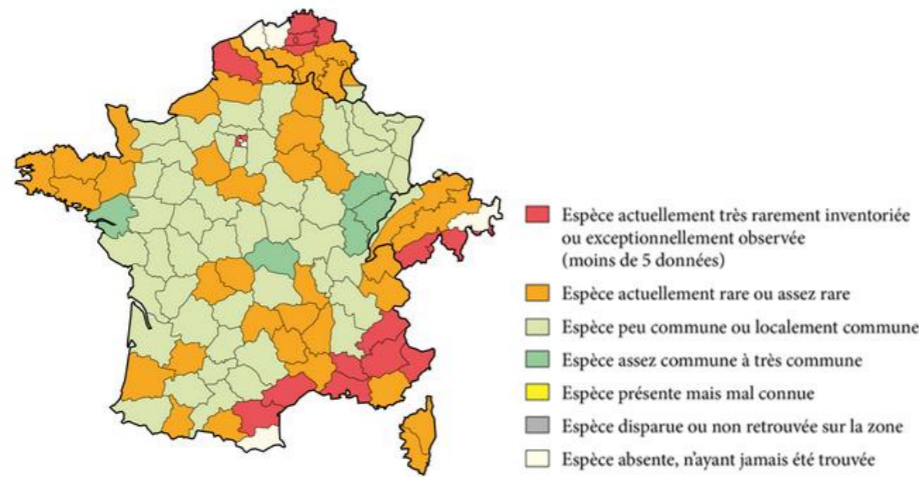 Espèce actuellement très rarement inventoriée
ou exceptionnellement observée
(moins de 5 données)
Espèce actuellement rare ou assez rare
Espèce peu commune ou localement commune
Espèce assez commune à très commune
Espèce présente mais mal connue
Espèce disparue ou non retrouvée sur la zone
Espèce absente, n'ayant jamais été trouvée